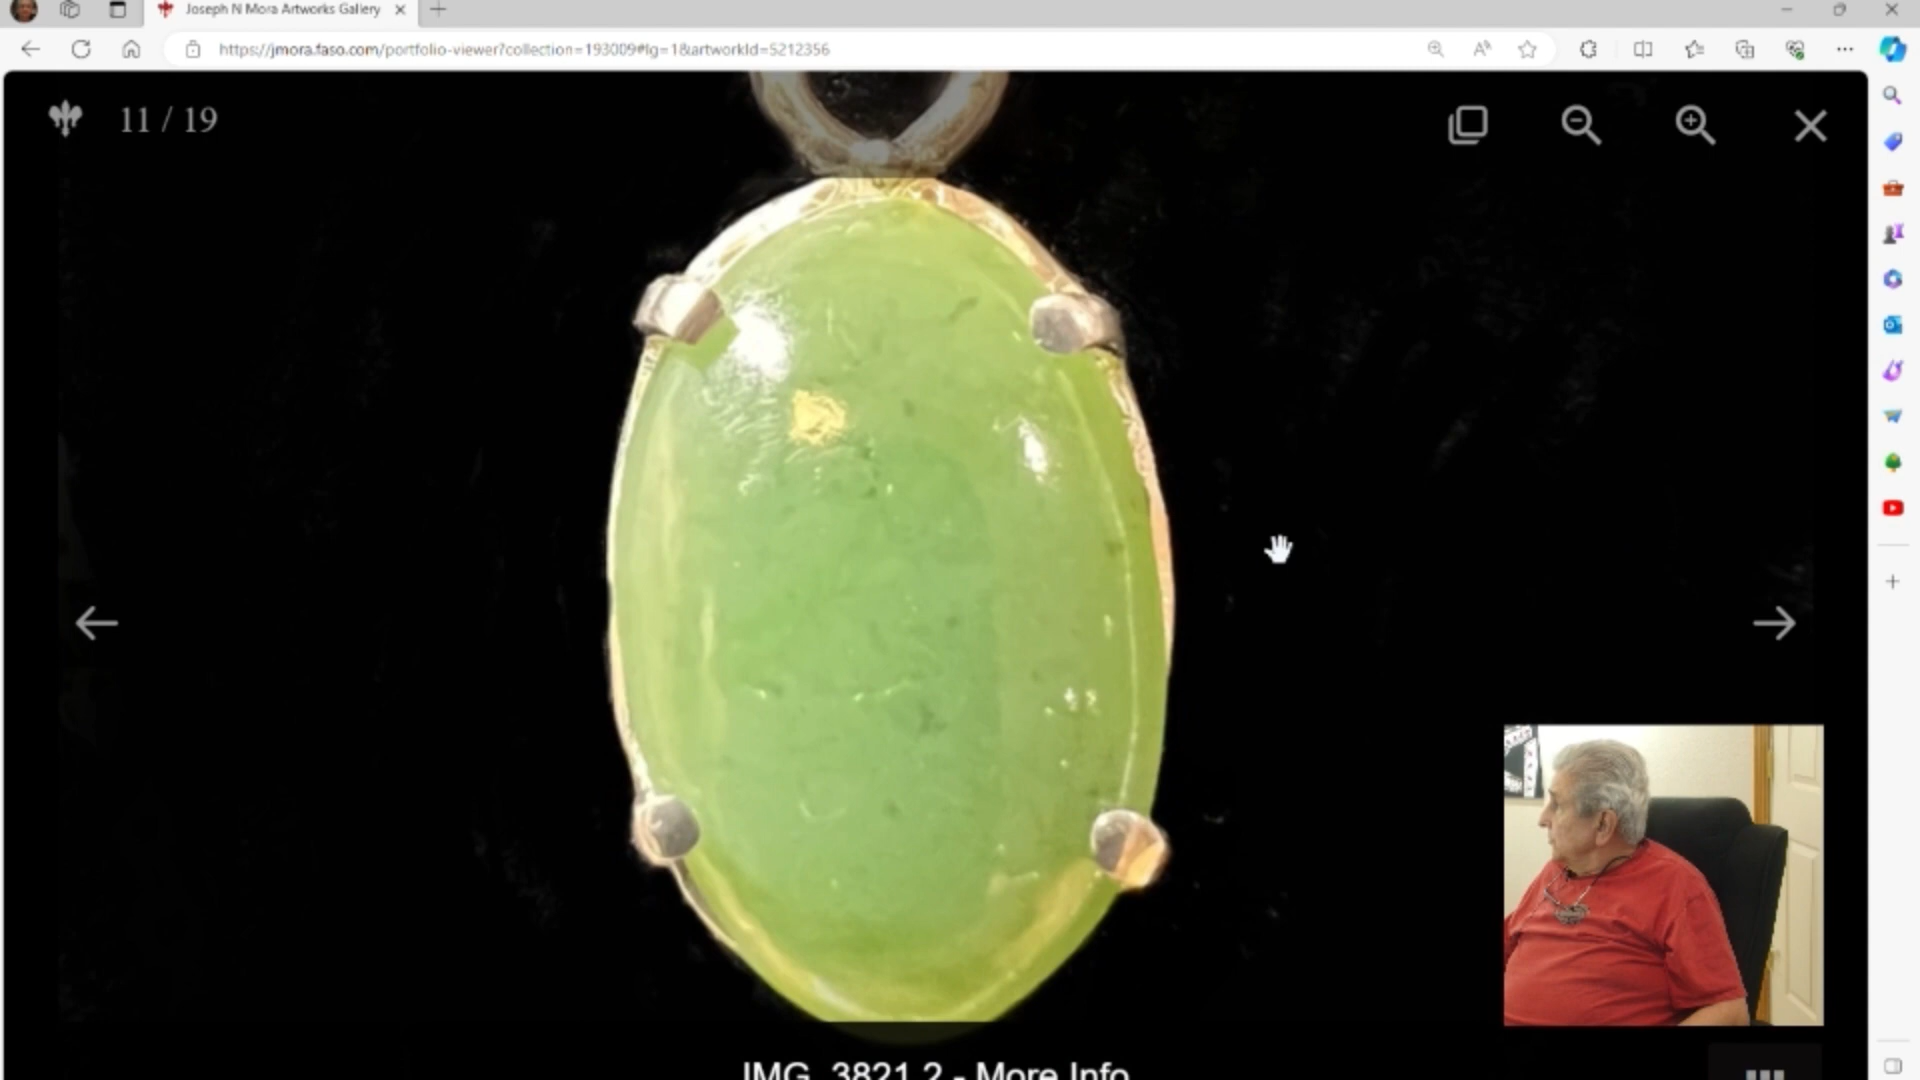 Joseph N Mora Artworks Gallery
https://jmora.faso.com/portfolio-viewer?collection=193009#lg=1&artworkId=5212356
11 / 19
IMG_3821 2 - More Info